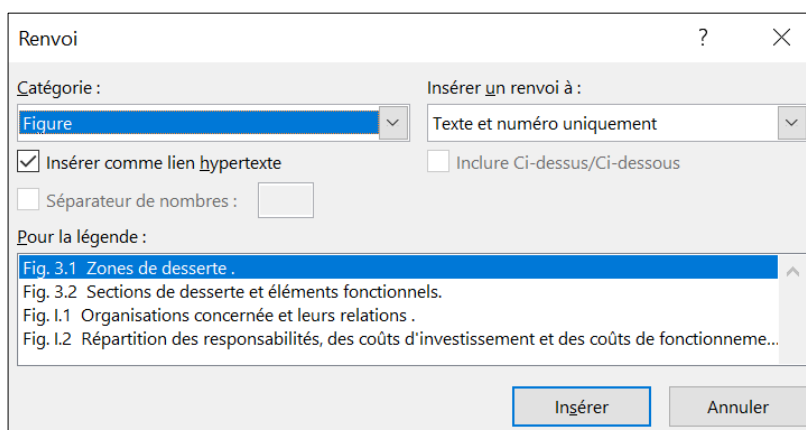 Renvoi ?
Catégorie : Insérer un renvoi à :
Figure Texte et numéro uniquement
Insérer comme lien hypertexte Inclure Ci-dessus/Ci-dessous
Séparateur de nombres :
Pour la légende :
Fig. 3.1 Zones de desserte .
Fig. 3.2 Sections de desserte et éléments fonctionnels.
Fig. I.1 Organisations concernée et leurs relations .
Fig. I.2 Répartition des responsabilités, des coûts d'investissement et des coûts de fonctionneme...
Insérer Annuler